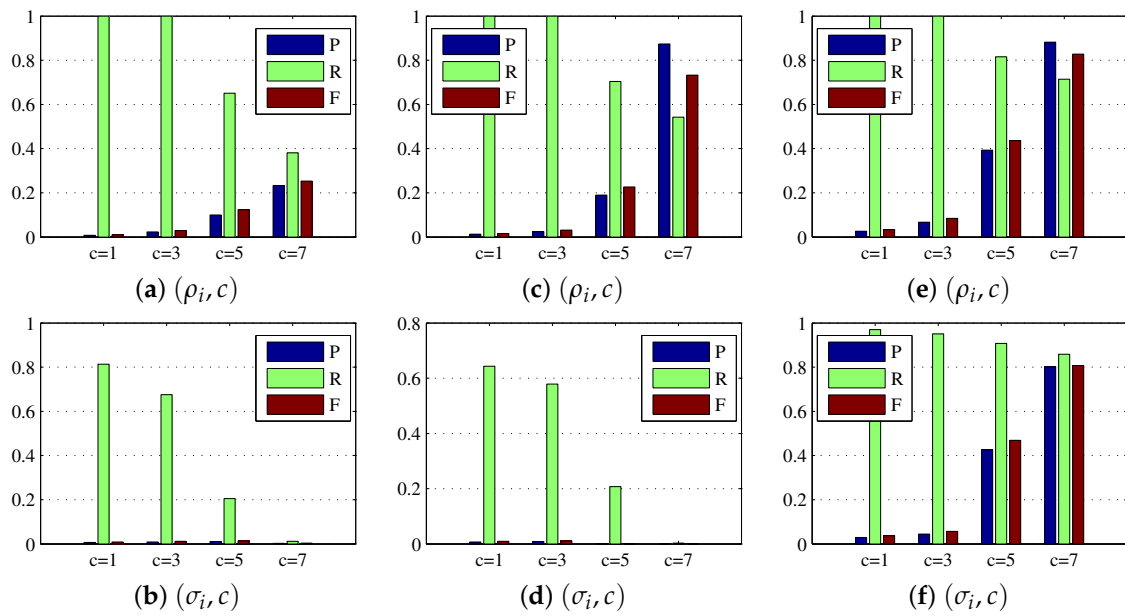 1
0.8
0.6
0.4
0.2
0
P
R
F
c=1 c=3 c=5 c=7
(a) (ρᵢ, c)
1
0.8
0.6
0.4
0.2
0
P
R
F
c=1 c=3 c=5 c=7
(c) (ρᵢ, c)
1
0.8
0.6
0.4
0.2
0
P
R
F
c=1 c=3 c=5 c=7
(e) (ρᵢ, c)
1
0.8
0.6
0.4
0.2
0
P
R
F
c=1 c=3 c=5 c=7
(b) (σᵢ, c)
0.8
0.6
0.4
0.2
0
P
R
F
c=1 c=3 c=5 c=7
(d) (σᵢ, c)
1
0.8
0.6
0.4
0.2
0
P
R
F
c=1 c=3 c=5 c=7
(f) (σᵢ, c)